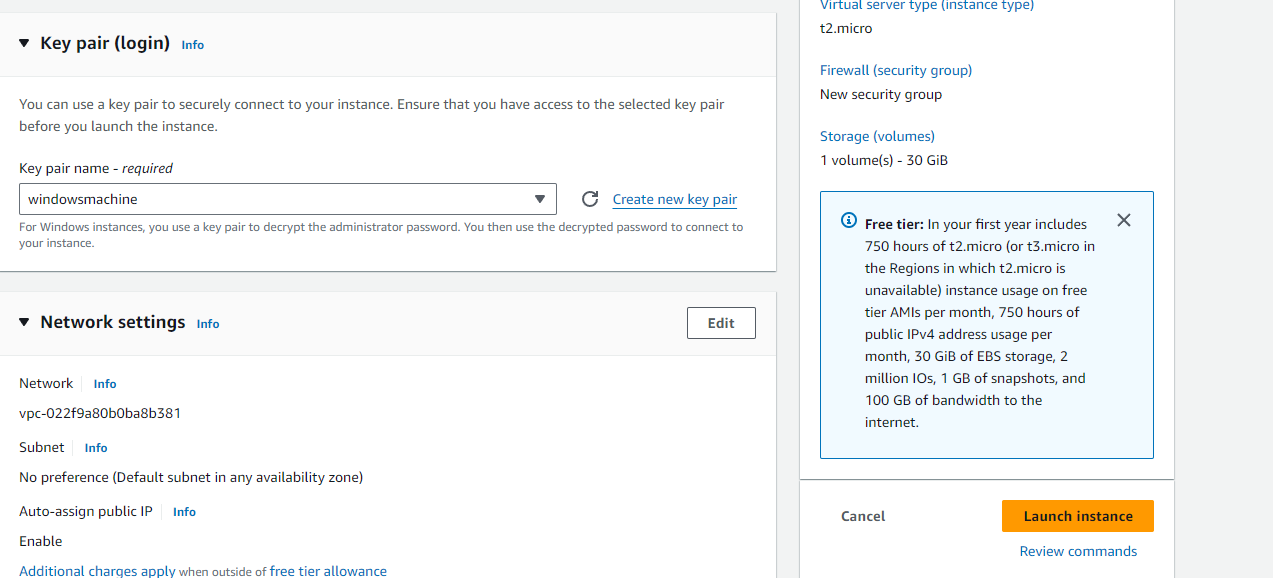 Key pair (login) Info
You can use a key pair to securely connect to your instance. Ensure that you have access to the selected key pair
before you launch the instance.
Key pair name - required
windowsmachine
Create new key pair
For Windows instances, you use a key pair to decrypt the administrator password. You then use the decrypted password to connect to
your instance.
Network settings Info
Edit
Network Info
vpc-022f9a80b0ba8b381
Subnet Info
No preference (Default subnet in any availability zone)
Auto-assign public IP Info
Enable
Additional charges apply when outside of free tier allowance
Virtual server type (instance type)
t2.micro
Firewall (security group)
New security group
Storage (volumes)
1 volume(s) - 30 GiB
Free tier: In your first year includes
750 hours of t2.micro (or t3.micro in
the Regions in which t2.micro is
unavailable) instance usage on free
tier AMIs per month, 750 hours of
public IPv4 address usage per
month, 30 GiB of EBS storage, 2
million IOs, 1 GB of snapshots, and
100 GB of bandwidth to the
internet.
Cancel
Launch instance
Review commands